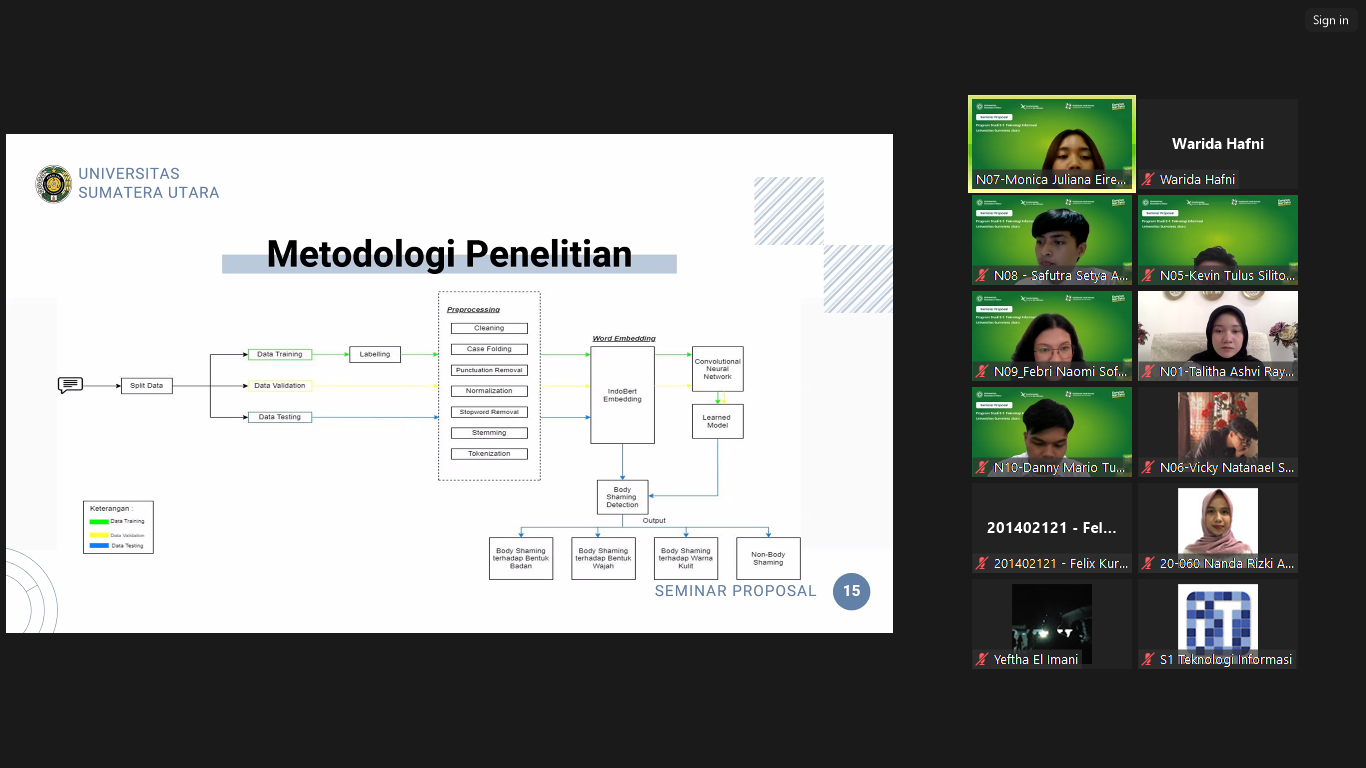 Sign in
UNIVERSITAS
SUMATERA UTARA
Metodologi Penelitian
Split Data
Data Training
Data Validation
Data Testing
Labelling
Preprocessing
Cleaning
Case Folding
Punctuation Removal
Normalization
Stopword Removal
Stemming
Tokenization
Word Embedding
IndoBert
Embedding
Convolutional
Neural
Network
Learned
Model
Body
Shaming
Detection
Output
Body Shaming
terhadap Bentuk
Badan
Body Shaming
terhadap Bentuk
Wajah
Body Shaming
terhadap Warna
Kulit
Non-Body
Shaming
Keterangan :
Data Training
Data Validation
Data Testing
SEMINAR PROPOSAL
15
Seminar Proposal
N07-Monica Juliana Eire...
Warida Hafni
Warida Hafni
N08 - Safutra Setya A...
N05-Kevin Tulus Silito...
N09_Febri Naomi Sof...
N01-Talitha Ashvi Ray...
N10-Danny Mario Tu...
N06-Vicky Natanael S...
201402121 - Fel...
201402121 - Felix Kur...
20-060 Nanda Rizki A...
Yeftha El Imani
S1 Teknologi Informasi